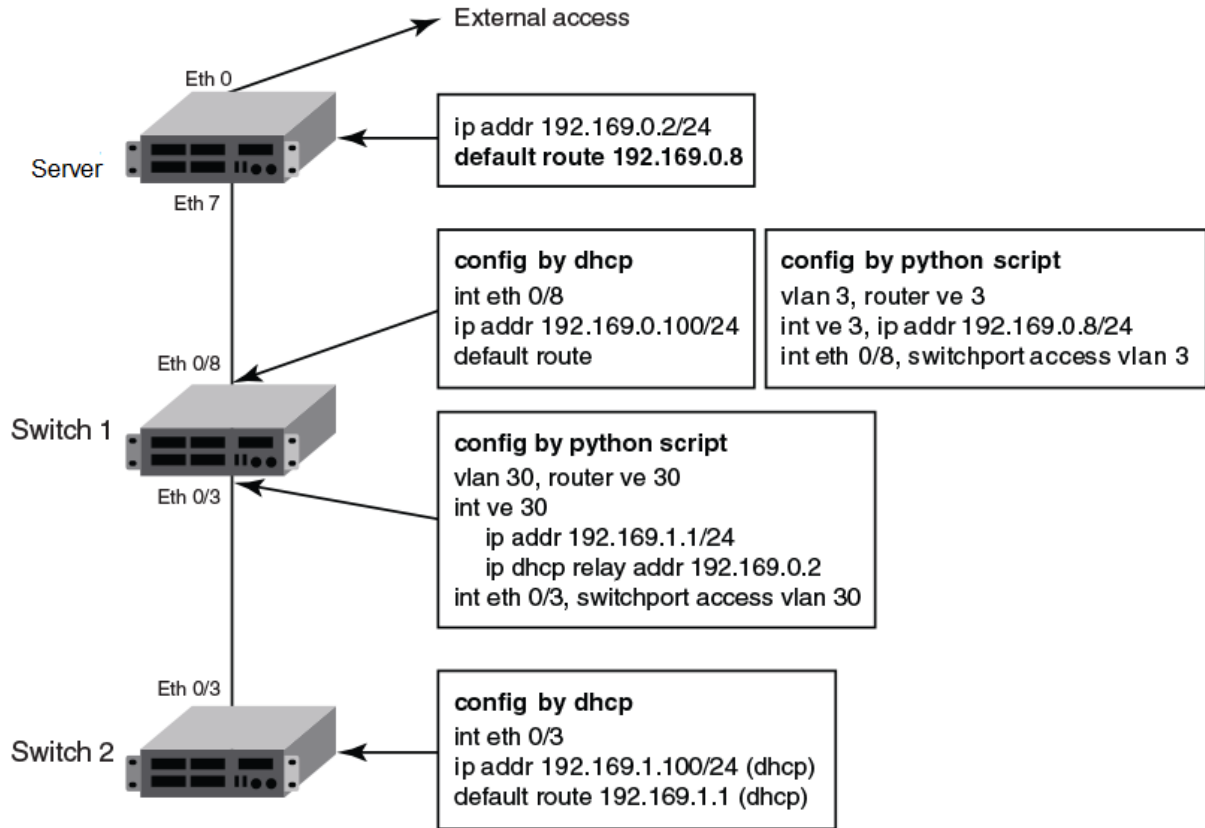 External access
Eth 0
ip addr 192.169.0.2/24
default route 192.169.0.8
Server
Eth 7
config by dhcp
int eth 0/8
ip addr 192.169.0.100/24
default route
config by python script
vlan 3, router ve 3
int ve 3, ip addr 192.169.0.8/24
int eth 0/8, switchport access vlan 3
Eth 0/8
Switch 1
config by python script
vlan 30, router ve 30
int ve 30
ip addr 192.169.1.1/24
ip dhcp relay addr 192.169.0.2
int eth 0/3, switchport access vlan 30
Eth 0/3
Eth 0/3
Switch 2
config by dhcp
int eth 0/3
ip addr 192.169.1.100/24 (dhcp)
default route 192.169.1.1 (dhcp)